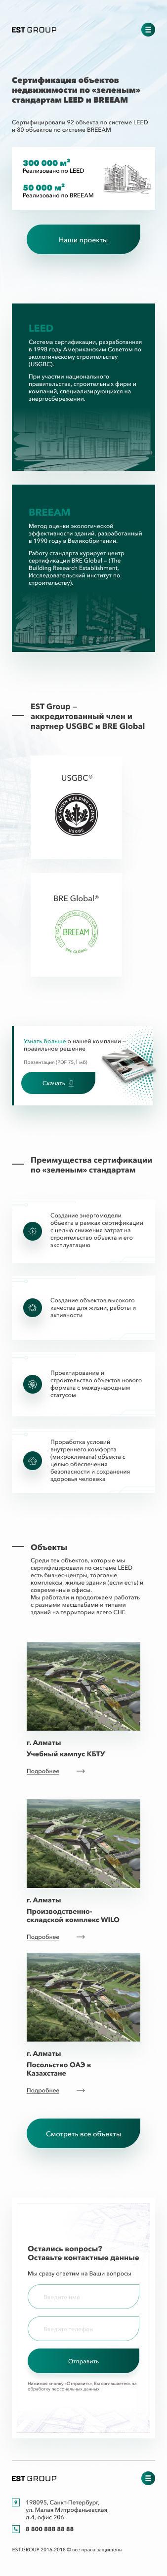 EST GROUP
Сертификация объектов
недвижимости по «зеленым»
стандартам LEED и BREEAM
Сертифицировали 92 объекта по системе LEED
и 80 объектов по системе BREEAM
300 000 м²
Реализовано по LEED
50 000 м²
Реализовано по BREEAM
Наши проекты
LEED
Система сертификации, разработанная
в 1998 году Американским Советом по
экологическому строительству
(USGBC).
При участии национального
правительства, строительных фирм и
компаний, специализирующихся на
энергосбережении.
BREEAM
Метод оценки экологической
эффективности зданий, разработанный
в 1990 году в Великобритании.
Работу стандарта курирует центр
сертификации BRE Global – (The
Building Research Establishment,
Исследовательский институт по
строительству).
EST Group –
аккредитованный член и
партнер USGBC и BRE Global
USGBC®
USGBC
BRE Global®
BREEAM
Узнать больше о нашей компании –
правильное решение
Презентация (PDF 75,1 мб)
Скачать
Преимущества сертификации
по «зеленым» стандартам
Создание энергомодели
объекта в рамках сертификации
с целью снижения затрат на
строительство объекта и его
эксплуатацию
Создание объектов высокого
качества для жизни, работы и
активности
Проектирование и
строительство объектов нового
формата с международным
статусом
Проработка условий
внутреннего комфорта
(микроклимата) объекта с
целью обеспечения
безопасности и сохранения
здоровья человека
Объекты
Среди тех объектов, которые мы
сертифицировали по системе LEED
есть бизнес-центры, торговые
комплексы, жилые здания (если есть) и
современные офисы.
Мы работали и продолжаем работать
с разными масштабами и типами
зданий на территории всего СНГ.
г. Алматы
Учебный кампус КБТУ
Подробнее
г. Алматы
Производственно-
складской комплекс WILO
Подробнее
г. Алматы
Посольство ОАЭ в
Казахстане
Подробнее
Смотреть все объекты
Остались вопросы?
Оставьте контактные данные
Мы сразу ответим на Ваши вопросы
Введите имя
Введите телефон
Отправить
Нажимая кнопку «Отправить», Вы соглашаетесь на
обработку персональных данных
EST GROUP
198095, Санкт-Петербург,
ул. Малая Митрофаньевская,
д.4, офис 206
8 800 888 88 88
EST GROUP 2016-2018 © все права защищены